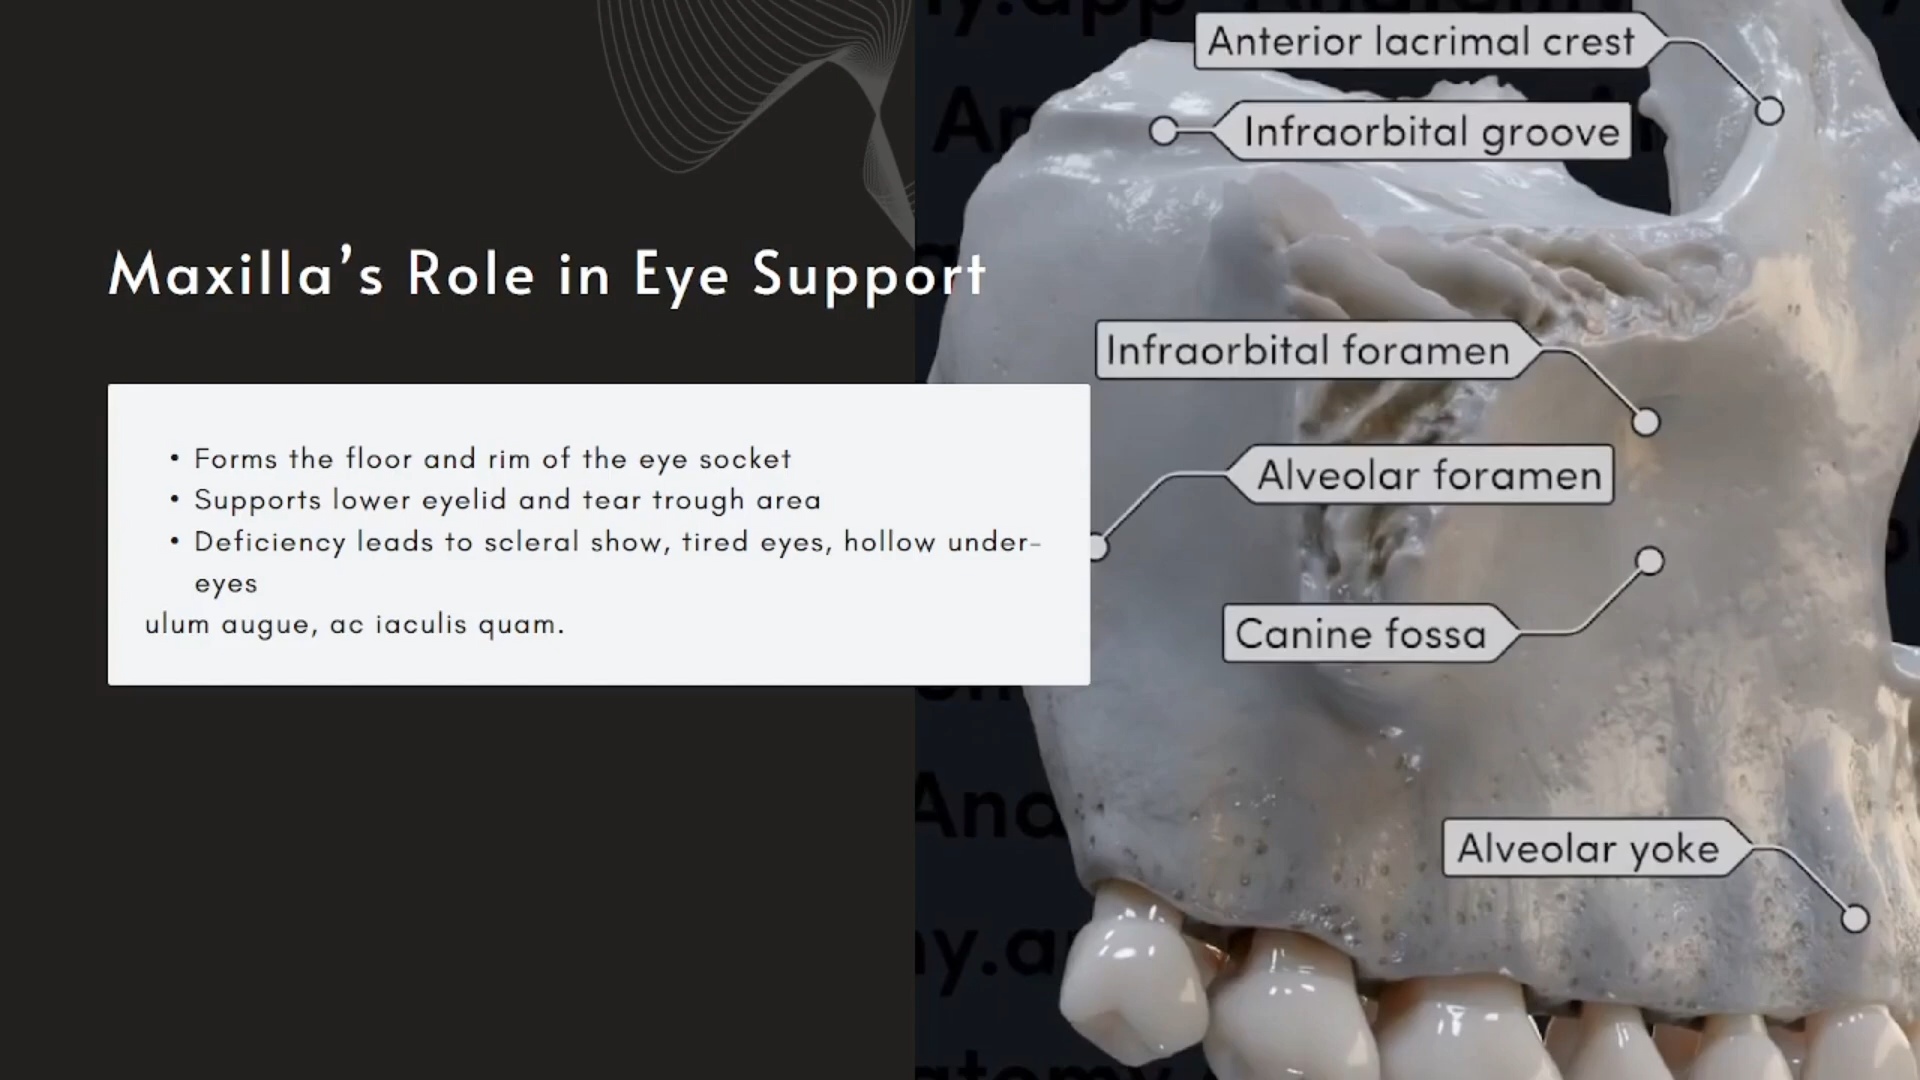 Maxilla’s Role in Eye Support
• Forms the floor and rim of the eye socket
• Supports lower eyelid and tear trough area
• Deficiency leads to scleral show, tired eyes, hollow under-
eyes
ulum augue, ac iaculis quam.
Anterior lacrimal crest
Infraorbital groove
Infraorbital foramen
Alveolar foramen
Canine fossa
Alveolar yoke